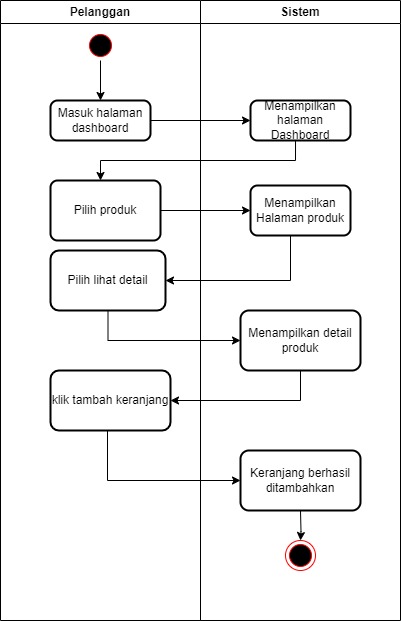 Pelanggan
Sistem
Masuk halaman
dashboard
Menampilkan
halaman
Dashboard
Pilih produk
Menampilkan
Halaman produk
Pilih lihat detail
Menampilkan detail
produk
klik tambah keranjang
Keranjang berhasil
ditambahkan